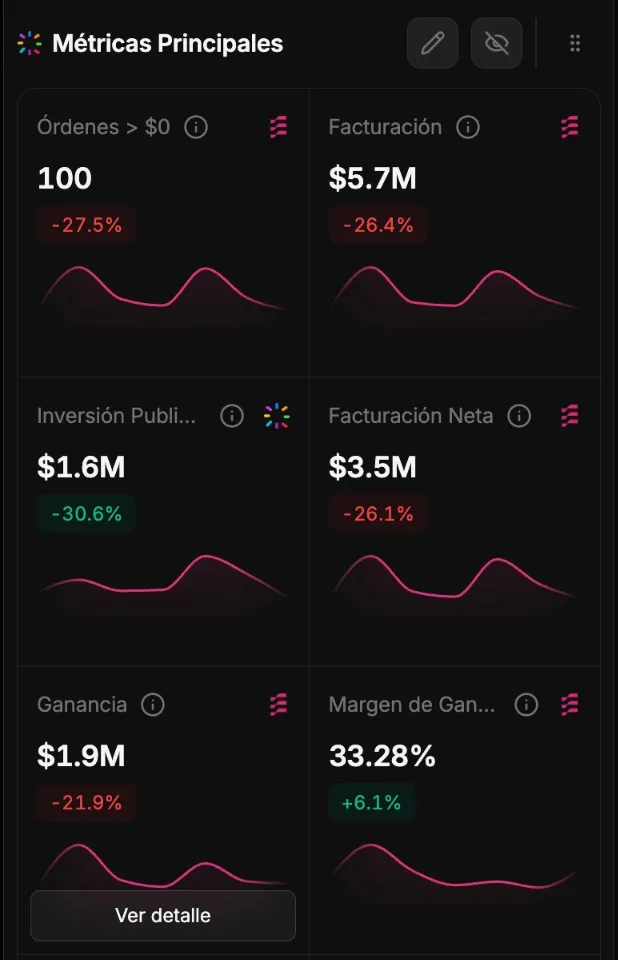 Métricas Principales
Órdenes > $0
100
-27.5%
Facturación
$5.7M
-26.4%
Inversión Publi...
$1.6M
-30.6%
Facturación Neta
$3.5M
-26.1%
Ganancia
$1.9M
-21.9%
Ver detalle
Margen de Gan...
33.28%
+6.1%